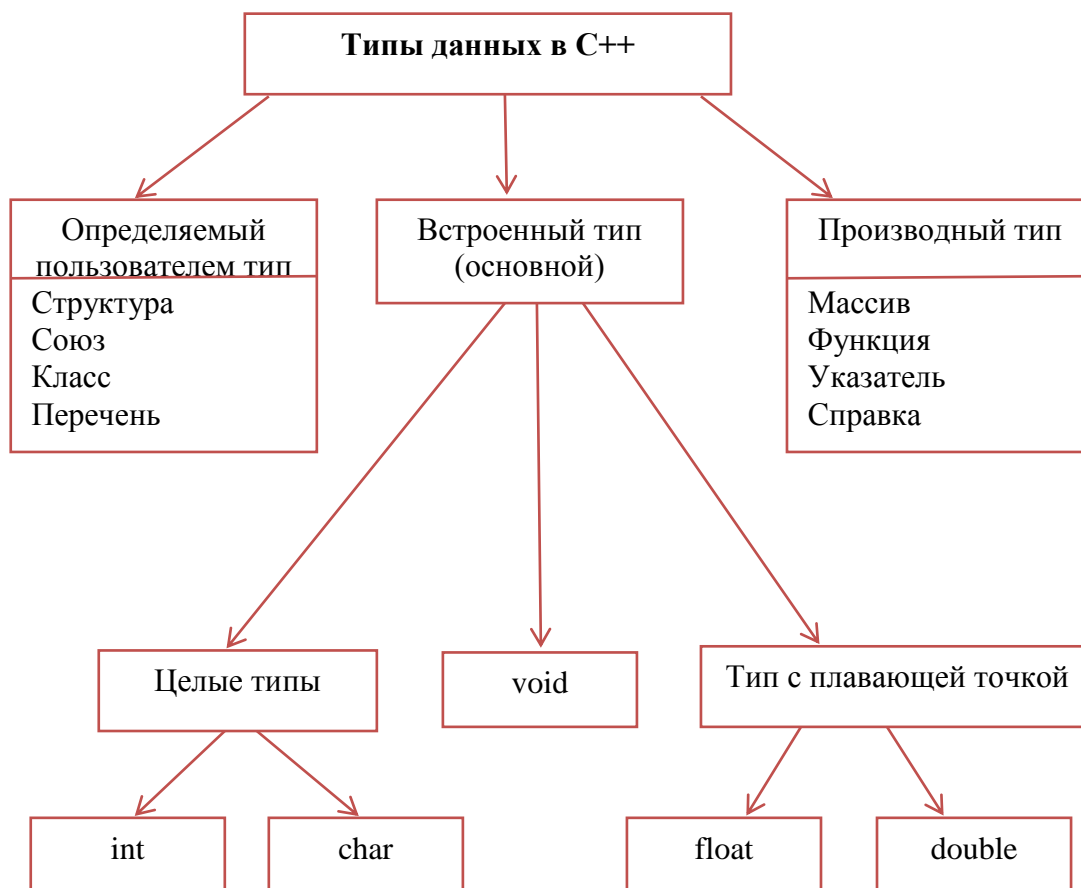 Типы данных в C++
Определяемый
пользователем тип
Структура
Союз
Класс
Перечень
Встроенный тип
(основной)
Производный тип
Массив
Функция
Указатель
Справка
Целые типы
void
Тип с плавающей точкой
int
char
float
double